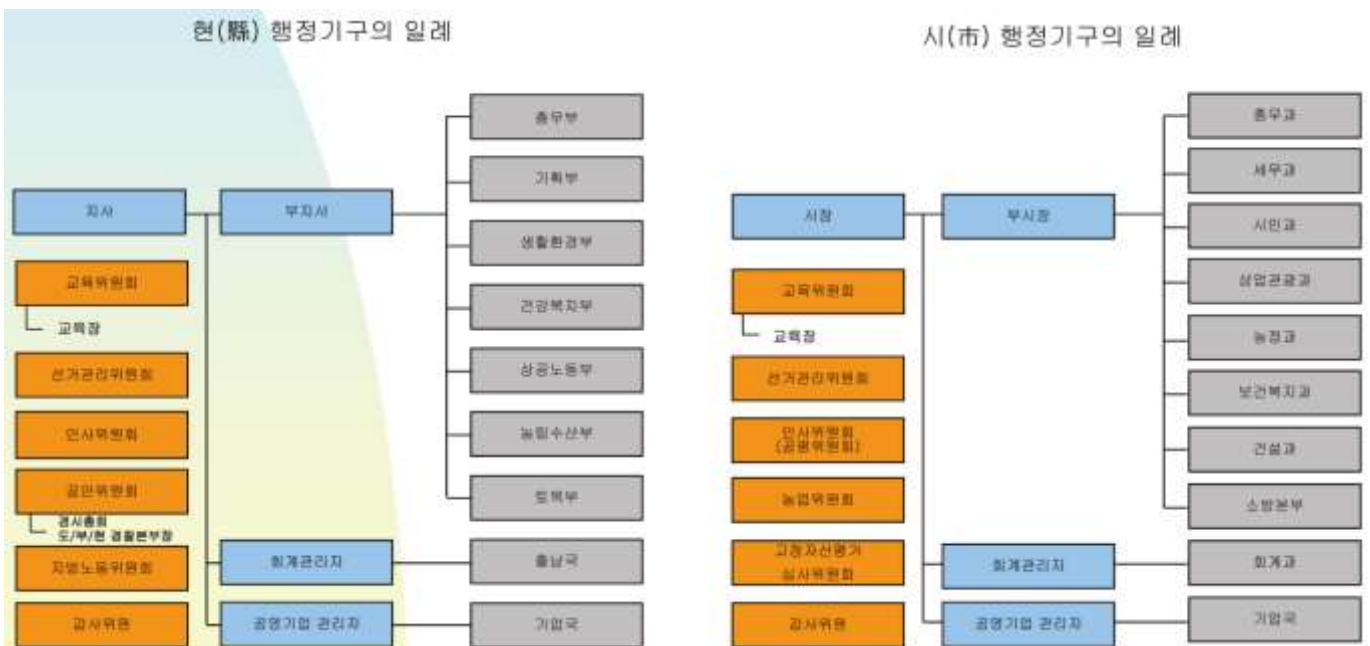 현(縣) 행정기구의 일례
지사
부지사
총무부
기획부
생활환경부
건강복지부
상공노동부
농림수산부
토목부
교육위원회
교육장
선거관리위원회
인사위원회
공안위원회
경시총회
도/부/현 경찰본부장
지방노동위원회
감사위원
회계관리자
출납국
공영기업 관리자
기업국
시(市) 행정기구의 일례
시장
부시장
총무과
세무과
시민과
상업관광과
농정과
보건복지과
건설과
소방본부
교육위원회
교육장
선거관리위원회
인사위원회
(공평위원회)
농업위원회
고정자산평가
심사위원회
감사위원
회계관리자
회계과
공영기업 관리자
기업국